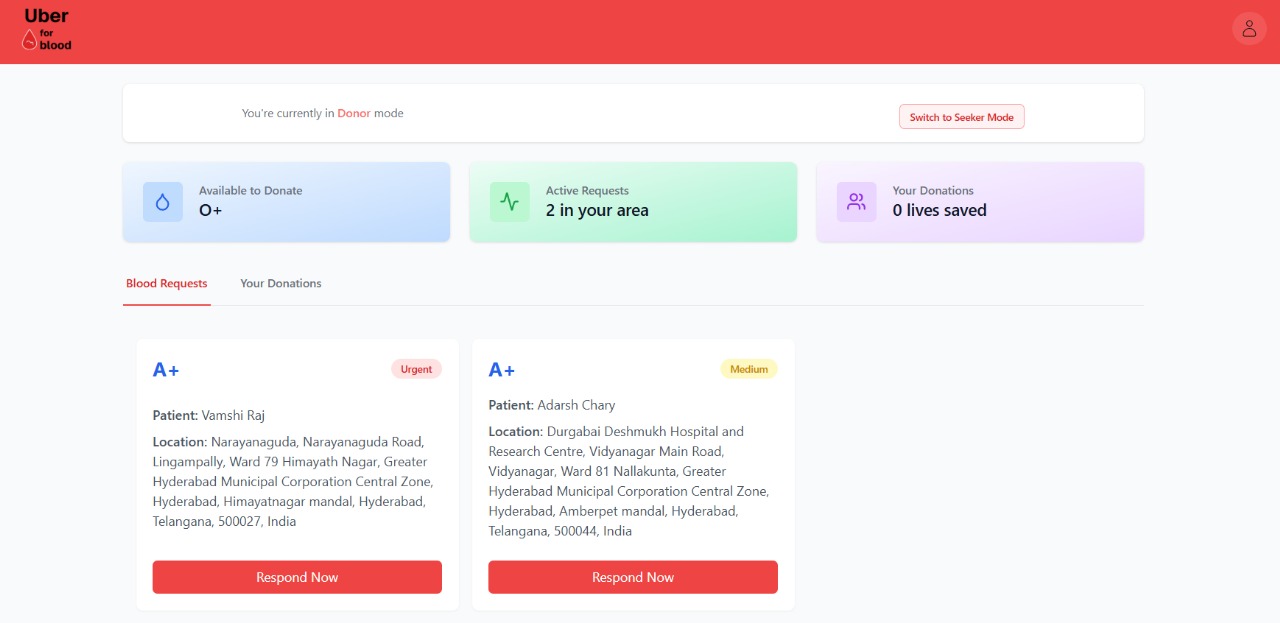 Uber
for
blood
You're currently in Donor mode
Switch to Seeker Mode
Available to Donate
O+
Active Requests
2 in your area
Your Donations
0 lives saved
Blood Requests
Your Donations
A+
Urgent
Patient: Vamshi Raj
Location: Narayanaguda, Narayanaguda Road,
Lingampally, Ward 79 Himayath Nagar, Greater
Hyderabad Municipal Corporation Central Zone,
Hyderabad, Himayatnagar mandal, Hyderabad,
Telangana, 500027, India
Respond Now
A+
Medium
Patient: Adarsh Chary
Location: Durgabai Deshmukh Hospital and
Research Centre, Vidyanagar Main Road,
Vidyanagar, Ward 81 Nallakunta, Greater
Hyderabad Municipal Corporation Central Zone,
Hyderabad, Amberpet mandal, Hyderabad,
Telangana, 500044, India
Respond Now